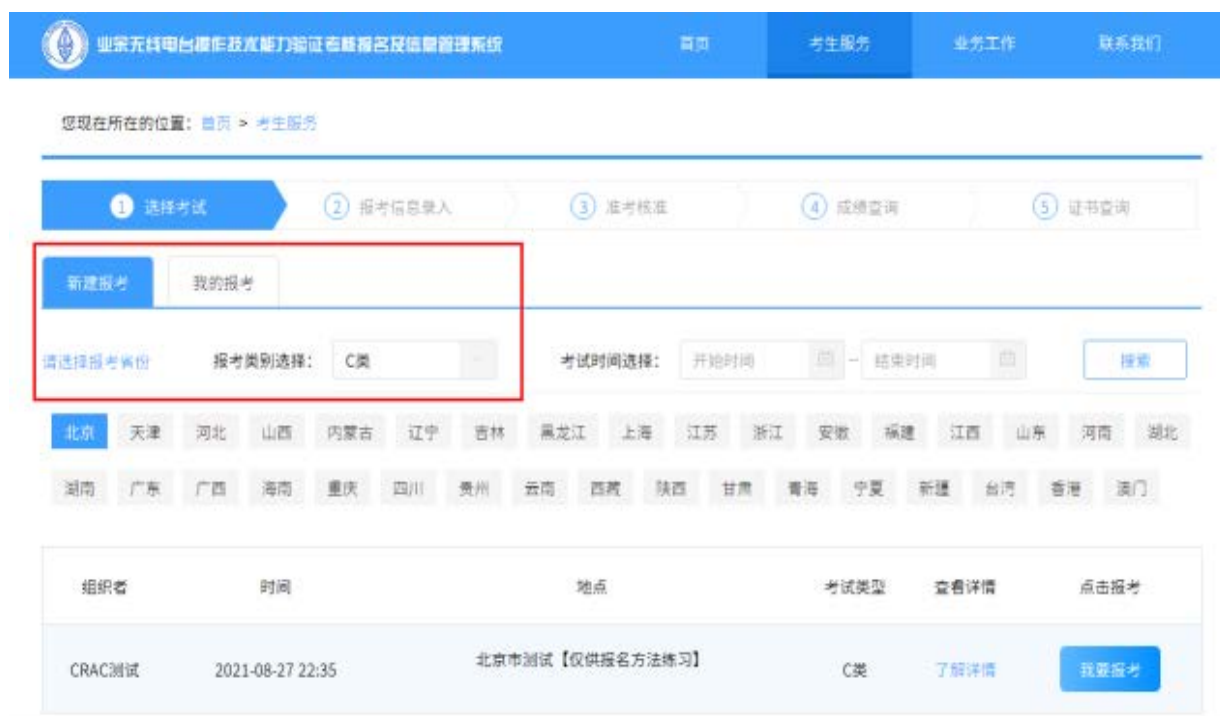 业余无线电台操作技术能力验证考核报名及信息管理系统 首页 考生服务 业务工作 联系我们
您现在所在的位置：首页 > 考生服务
1 选择考试 2 报考信息录入 3 准考核准 4 成绩查询 5 证书查询
新建报考 我的报考
请选择报考省份 报考类别选择： C类 考试时间选择： 开始时间 - 结束时间 搜索
北京 天津 河北 山西 内蒙古 辽宁 吉林 黑龙江 上海 江苏 浙江 安徽 福建 江西 山东 河南 湖北
湖南 广东 广西 海南 重庆 四川 贵州 云南 西藏 陕西 甘肃 青海 宁夏 新疆 台湾 香港 澳门
组织者 时间 地点 考试类型 查看详情 点击报考
CRAC测试 2021-08-27 22:35 北京市测试【仅供报名方法练习】 C类 了解详情 我要报考